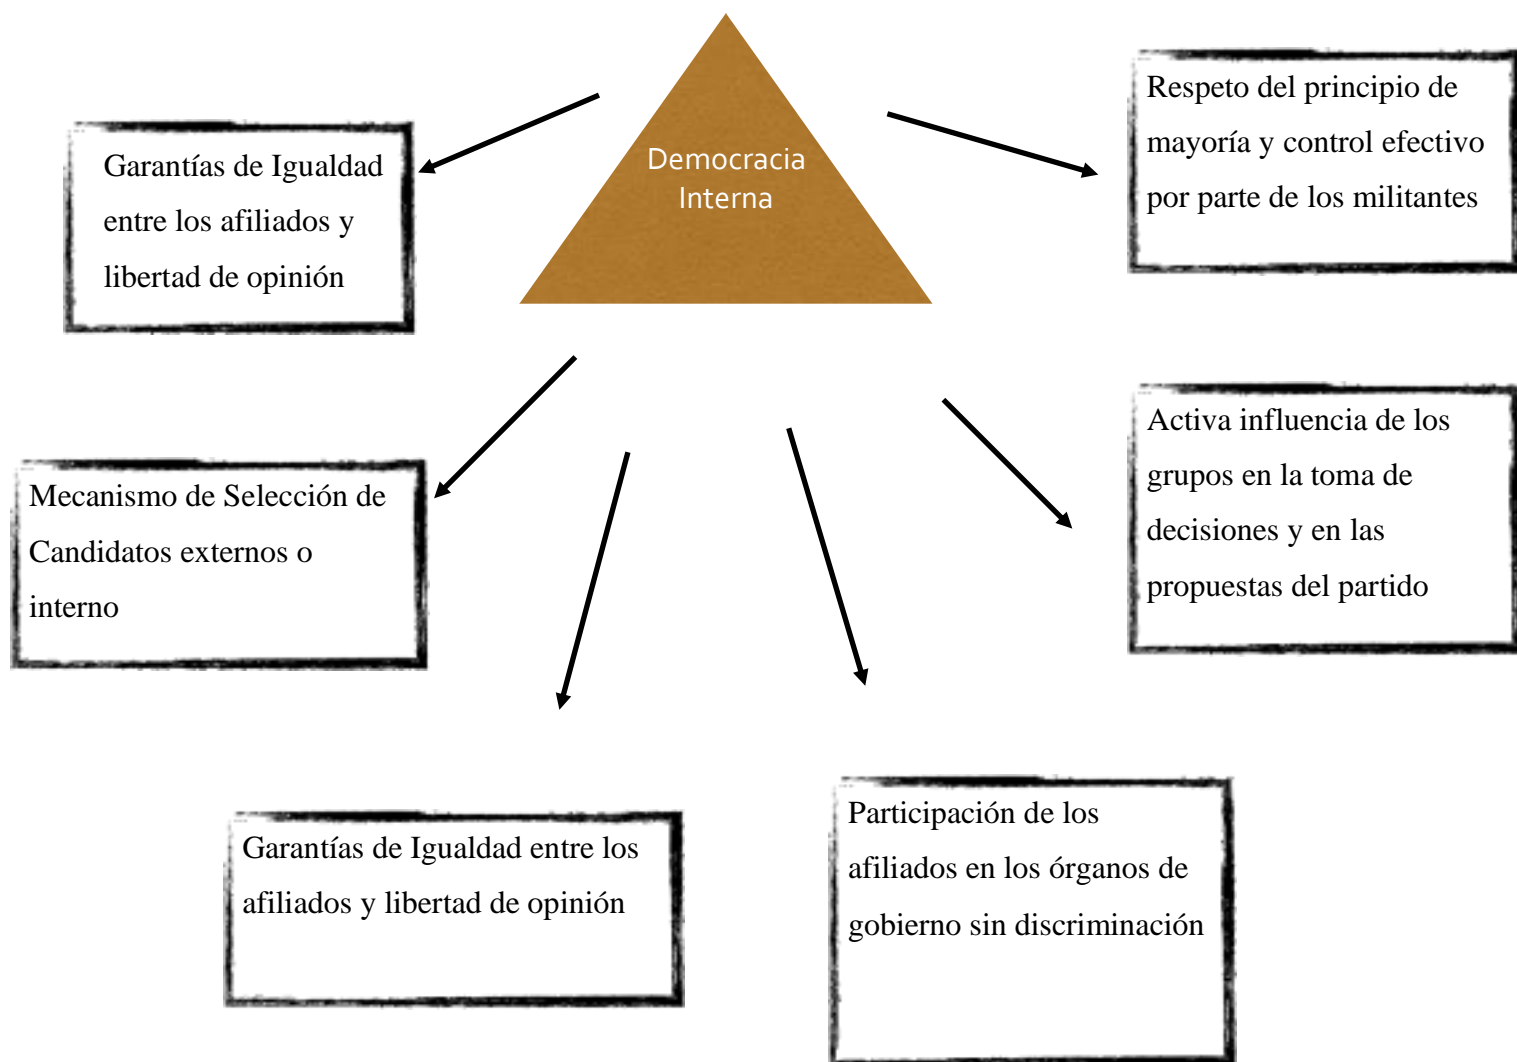 Democracia
Interna
Garantías de Igualdad
entre los afiliados y
libertad de opinión
Respeto del principio de
mayoría y control efectivo
por parte de los militantes
Mecanismo de Selección de
Candidatos externos o
interno
Activa influencia de los
grupos en la toma de
decisiones y en las
propuestas del partido
Garantías de Igualdad entre los
afiliados y libertad de opinión
Participación de los
afiliados en los órganos de
gobierno sin discriminación